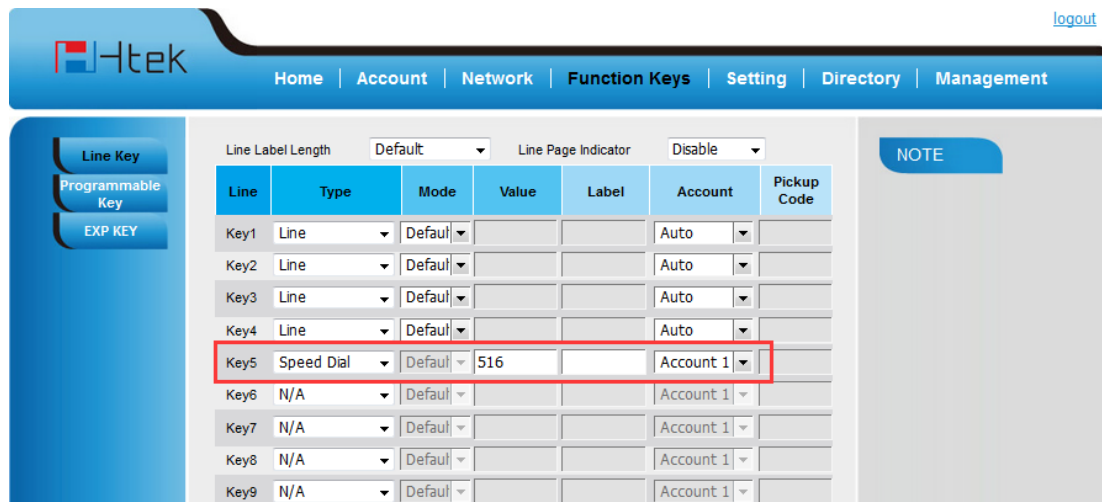 logout
Htek
Home | Account | Network | Function Keys | Setting | Directory | Management
Line Key
Programmable Key
EXP KEY
Line Label Length Default Line Page Indicator Disable
NOTE
Line Type Mode Value Label Account Pickup Code
Key1 Line Defaul Auto
Key2 Line Defaul Auto
Key3 Line Defaul Auto
Key4 Line Defaul Auto
Key5 Speed Dial Defaul 516 Account 1
Key6 N/A Defaul Account 1
Key7 N/A Defaul Account 1
Key8 N/A Defaul Account 1
Key9 N/A Defaul Account 1